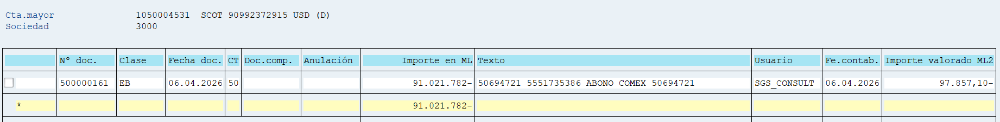 Cta.mayor 1050004531 SCOT 90992372915 USD (D)
Sociedad 3000
Nº doc. Clase Fecha doc. CT Doc.comp. Anulación Importe en ML Texto Usuario Fe.contab. Importe valorado ML2
500000161 EB 06.04.2026 50 91.021.782- 50694721 5551735386 ABONO COMEX 50694721 SGS_CONSULT 06.04.2026 97.857,10-
* 91.021.782-